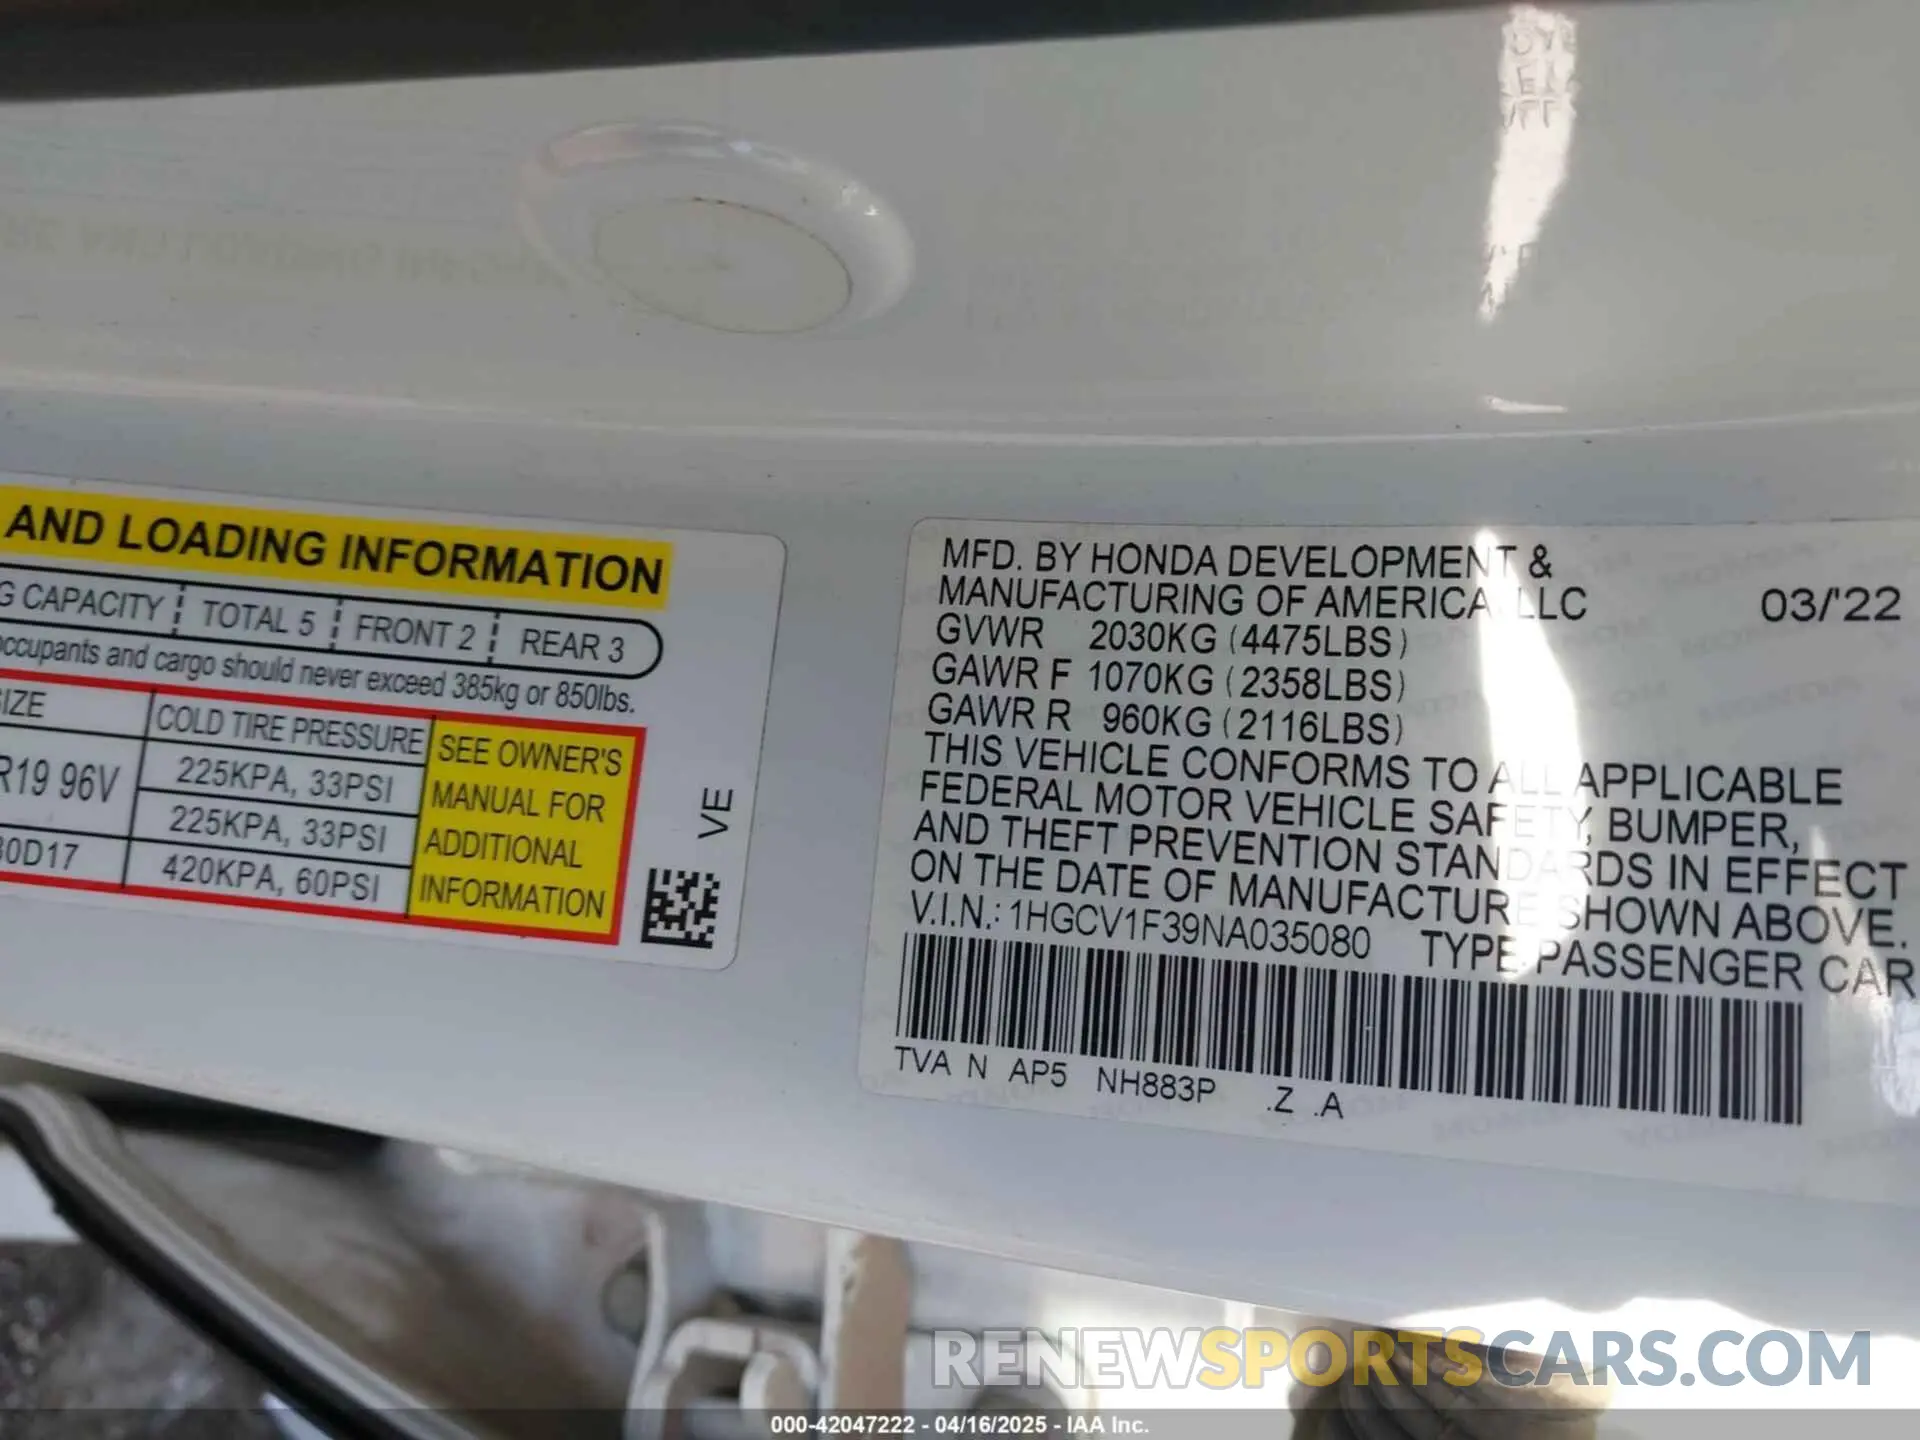 AND LOADING INFORMATION
G CAPACITY TOTAL 5 FRONT 2 REAR 3
occupants and cargo should never exceed 385kg or 850lbs.
SIZE COLD TIRE PRESSURE SEE OWNER'S MANUAL FOR ADDITIONAL INFORMATION
R19 96V 225KPA, 33PSI
225KPA, 33PSI
80D17 420KPA, 60PSI
VE
MFD. BY HONDA DEVELOPMENT &
MANUFACTURING OF AMERICA, LLC 03/'22
GVWR 2030KG (4475LBS)
GAWR F 1070KG (2358LBS)
GAWR R 960KG (2116LBS)
THIS VEHICLE CONFORMS TO ALL APPLICABLE
FEDERAL MOTOR VEHICLE SAFETY, BUMPER,
AND THEFT PREVENTION STANDARDS IN EFFECT
ON THE DATE OF MANUFACTURE SHOWN ABOVE.
V.I.N.: 1HGCV1F39NA035080 TYPE:PASSENGER CAR
TVA N AP5 NH883P .Z .A
RENEWSPORTSCARS.COM
000-42047222 - 04/16/2025 - IAA Inc.